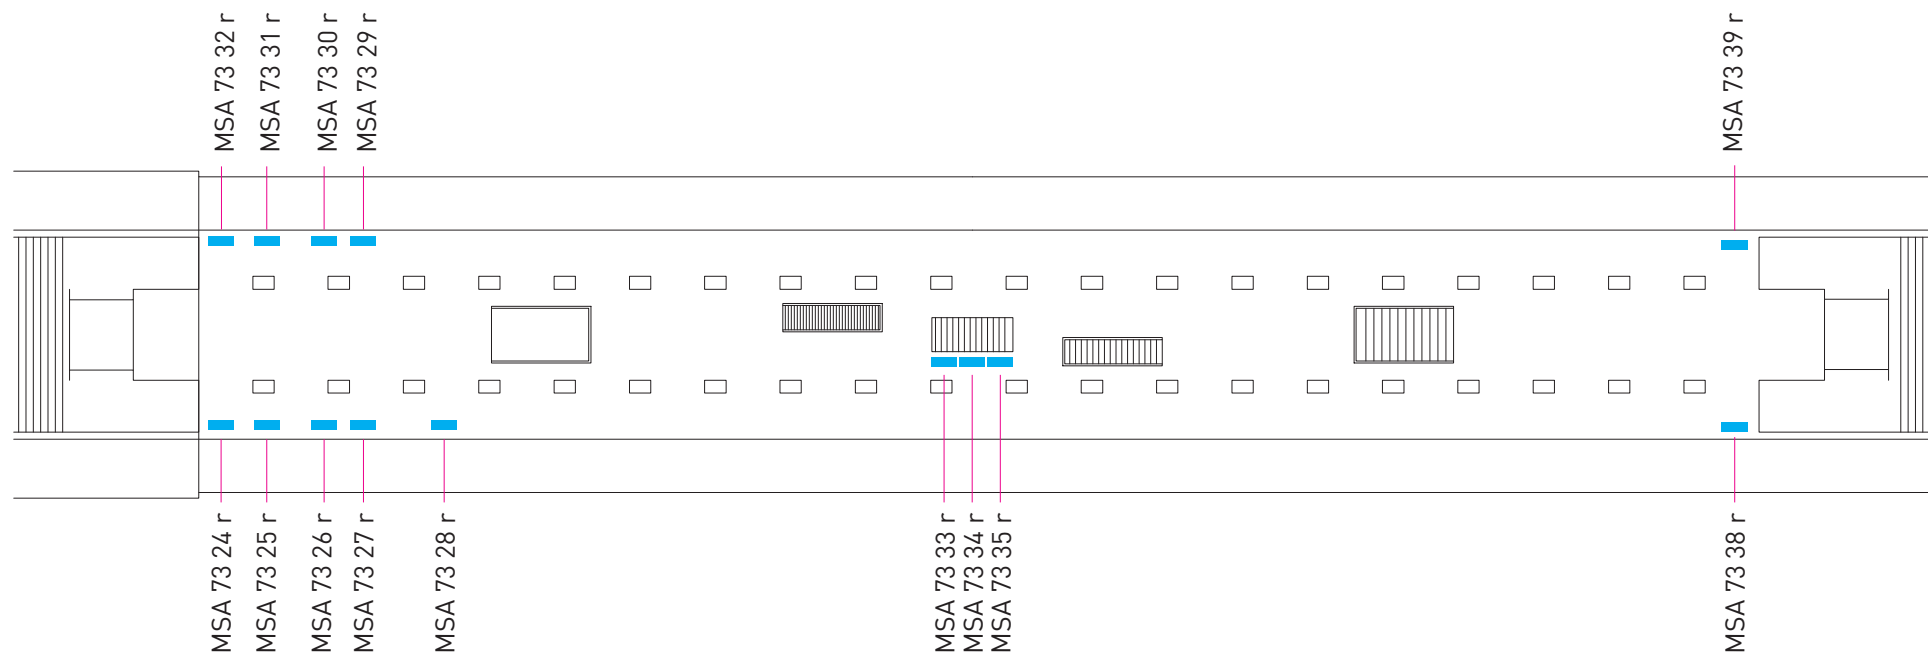 MSA 73 32 r
MSA 73 31 r
MSA 73 30 r
MSA 73 29 r
MSA 73 39 r
MSA 73 24 r
MSA 73 25 r
MSA 73 26 r
MSA 73 27 r
MSA 73 28 r
MSA 73 33 r
MSA 73 34 r
MSA 73 35 r
MSA 73 38 r